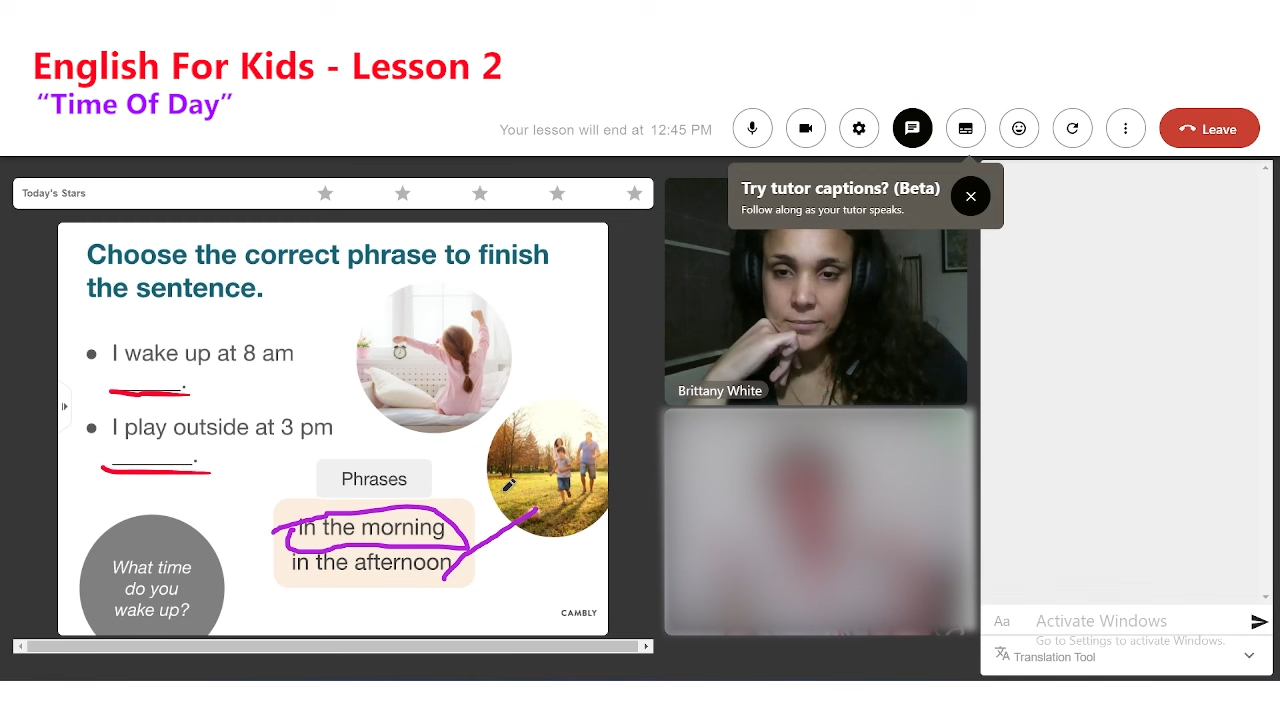 English For Kids - Lesson 2
“Time Of Day”
Your lesson will end at 12:45 PM
Leave
Try tutor captions? (Beta)
Follow along as your tutor speaks.
Today's Stars
Choose the correct phrase to finish
the sentence.
• I wake up at 8 am
______.
• I play outside at 3 pm
________.
Phrases
in the morning
in the afternoon
What time
do you
wake up?
CAMBLY
Brittany White
Aa
Activate Windows
Go to Settings to activate Windows.
Translation Tool